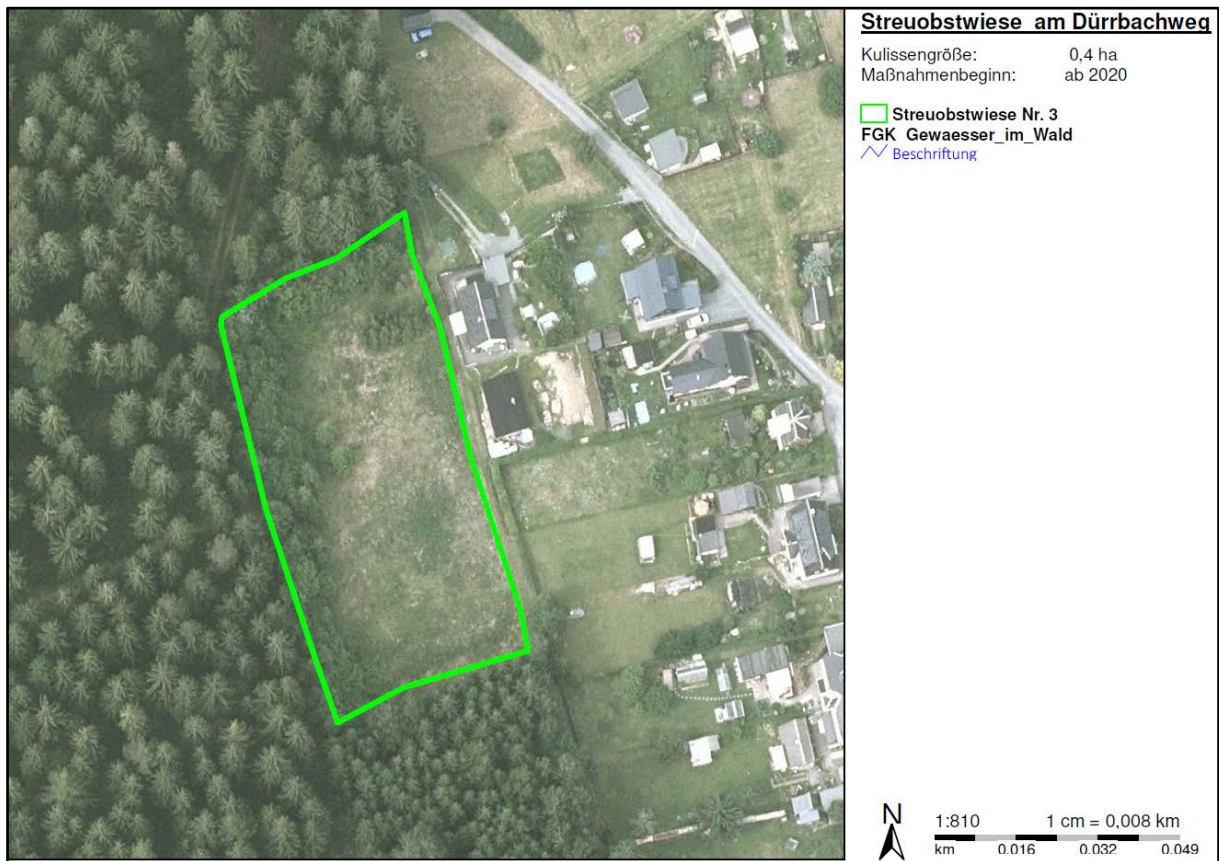 Streuobstwiese am Dürrbachweg
Kulissengröße: 0,4 ha
Maßnahmenbeginn: ab 2020
Streuobstwiese Nr. 3
FGK Gewaesser_im_Wald
Beschriftung
N
1:810 1 cm = 0,008 km
km 0.016 0.032 0.049